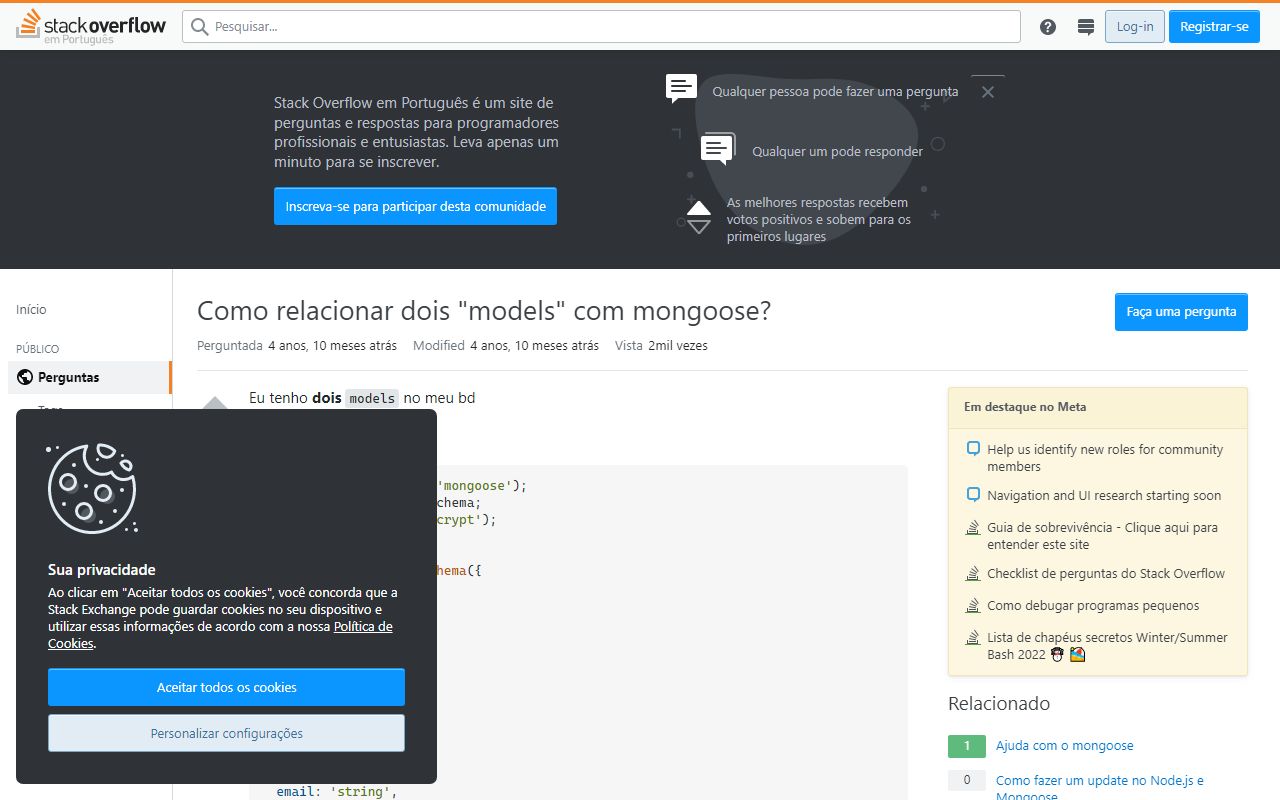 stackoverflow
em Português
Pesquisar...
Log-in
Registrar-se
Stack Overflow em Português é um site de
perguntas e respostas para programadores
profissionais e entusiastas. Leva apenas um
minuto para se inscrever.
Inscreva-se para participar desta comunidade
Qualquer pessoa pode fazer uma pergunta
Qualquer um pode responder
As melhores respostas recebem
votos positivos e sobem para os
primeiros lugares
Início
PÚBLICO
Perguntas
Tags
Como relacionar dois "models" com mongoose?
Faça uma pergunta
Perguntada 4 anos, 10 meses atrás Modified 4 anos, 10 meses atrás Vista 2mil vezes
Eu tenho dois models no meu bd
'mongoose');
chema;
crypt');
hema({
email: 'string',
Sua privacidade
Ao clicar em "Aceitar todos os cookies", você concorda que a
Stack Exchange pode guardar cookies no seu dispositivo e
utilizar essas informações de acordo com a nossa Política de
Cookies.
Aceitar todos os cookies
Personalizar configurações
Em destaque no Meta
Help us identify new roles for community
members
Navigation and UI research starting soon
Guia de sobrevivência - Clique aqui para
entender este site
Checklist de perguntas do Stack Overflow
Como debugar programas pequenos
Lista de chapéus secretos Winter/Summer
Bash 2022
Relacionado
1 Ajuda com o mongoose
0 Como fazer um update no Node.js e
Mongoose